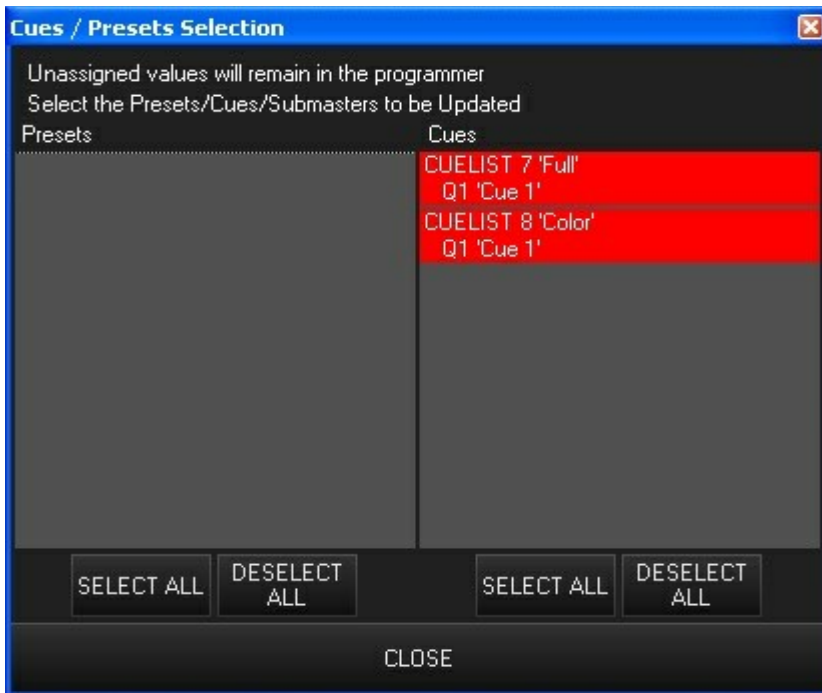 Cues / Presets Selection
Unassigned values will remain in the programmer
Select the Presets/Cues/Submasters to be Updated
Presets
Cues
CUELIST 7 'Full'
Q1 'Cue 1'
CUELIST 8 'Color'
Q1 'Cue 1'
SELECT ALL
DESELECT
ALL
SELECT ALL
DESELECT
ALL
CLOSE